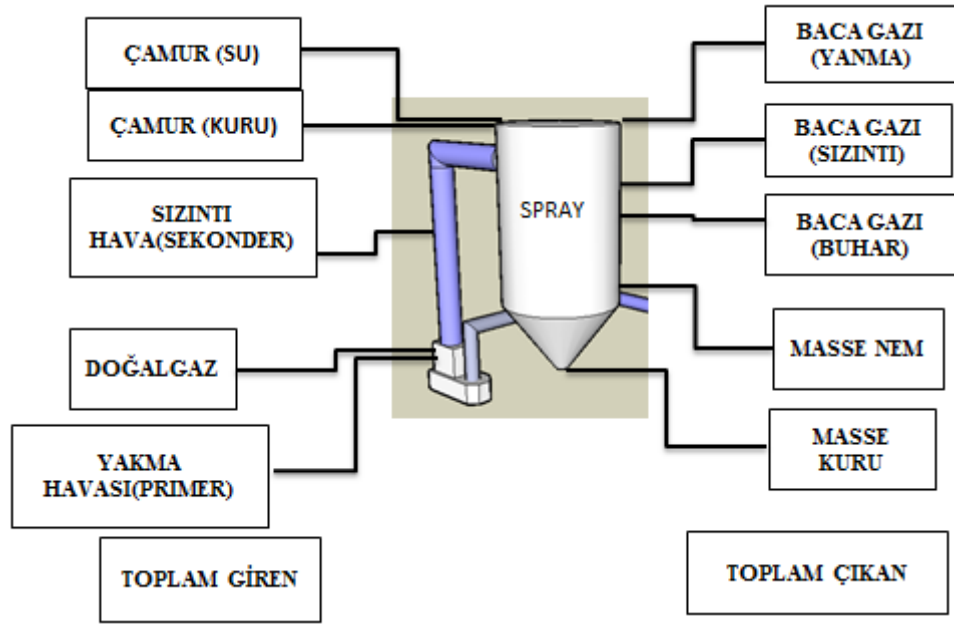 ÇAMUR (SU)
ÇAMUR (KURU)
SIZINTI
HAVA(SEKONDER)
DOĞALGAZ
YAKMA
HAVASI(PRIMER)
TOPLAM GİREN
SPRAY
BACA GAZI
(YANMA)
BACA GAZI
(SIZINTI)
BACA GAZI
(BUHAR)
MASSE NEM
MASSE
KURU
TOPLAM ÇIKAN